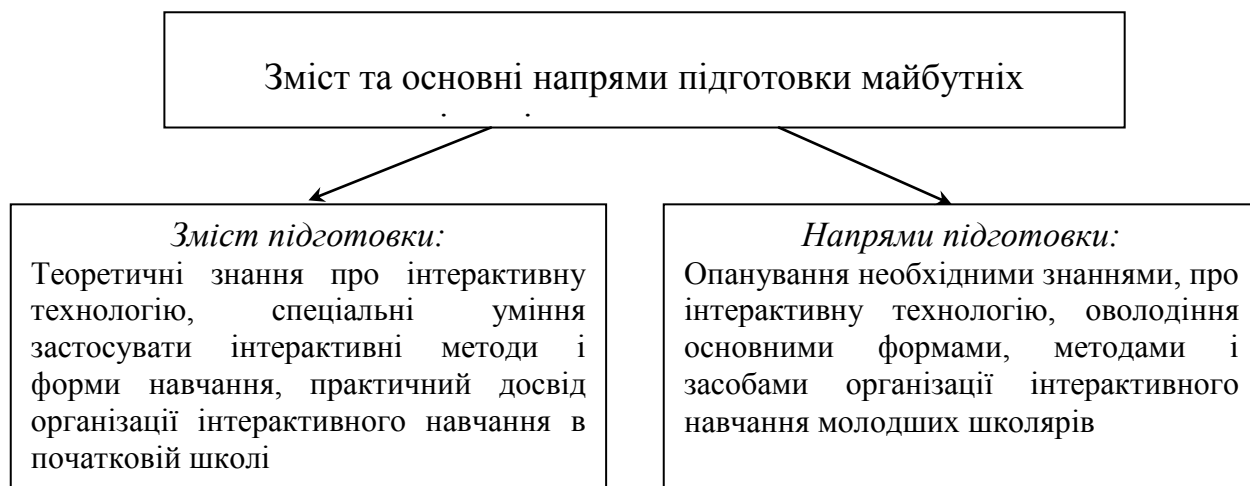 Зміст та основні напрями підготовки майбутніх
Зміст підготовки:
Теоретичні знання про інтерактивну
технологію, спеціальні уміння
застосувати інтерактивні методи і
форми навчання, практичний досвід
організації інтерактивного навчання в
початковій школі
Напрями підготовки:
Опанування необхідними знаннями, про
інтерактивну технологію, оволодіння
основними формами, методами і
засобами організації інтерактивного
навчання молодших школярів